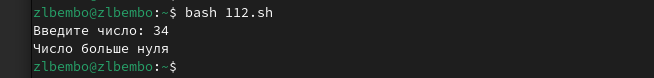 zlbembo@zlbembo:~$ bash 112.sh
Введите число: 34
Число больше нуля
zlbembo@zlbembo:~$